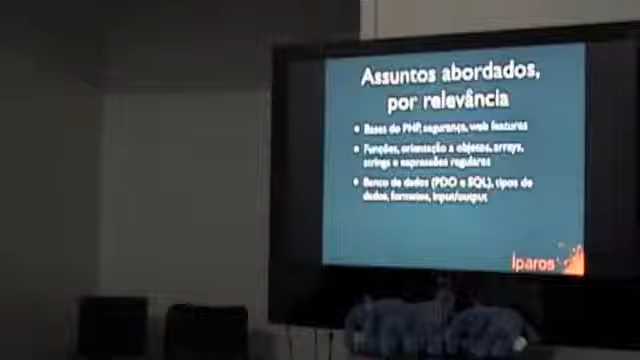 Assuntos abordados,
por relevância
• Bases do PHP, segurança, web features
• Funções, orientação a objetos, arrays,
strings e expressões regulares
• Banco de dados (PDO e SQL), tipos de
dados, formatos, input/output
íparos